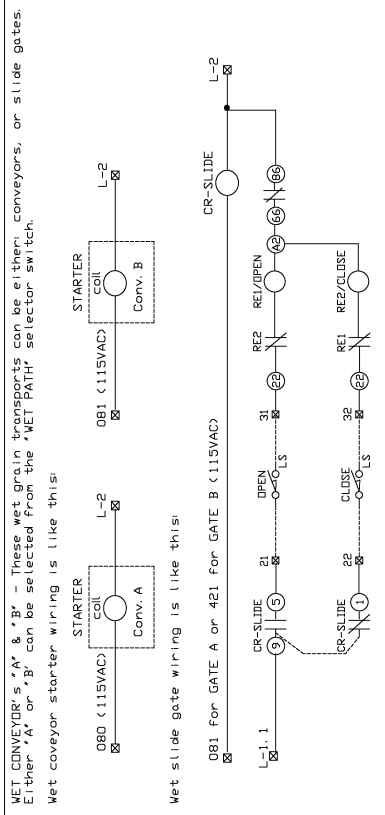 WET CONVEYOR's "A" & "B" - These wet grain transports can be either: conveyors, or slide gates.
Either "A" or "B' can be selected from the "WET PATH" selector switch.
Wet coveyor starter wiring is like this:
STARTER
coil
080 (115VAC)
L-2
Conv. A
STARTER
coil
081 (115VAC)
L-2
Conv. B
Wet slide gate wiring is like this:
081 for GATE A or 421 for GATE B (115VAC)
CR-SLIDE
L-2
L-1.1
CR-SLIDE
9
5
21
OPEN
LS
31
22
RE2
RE1/OPEN
A2
66
86
CR-SLIDE
1
22
CLOSE
LS
32
22
RE1
RE2/CLOSE